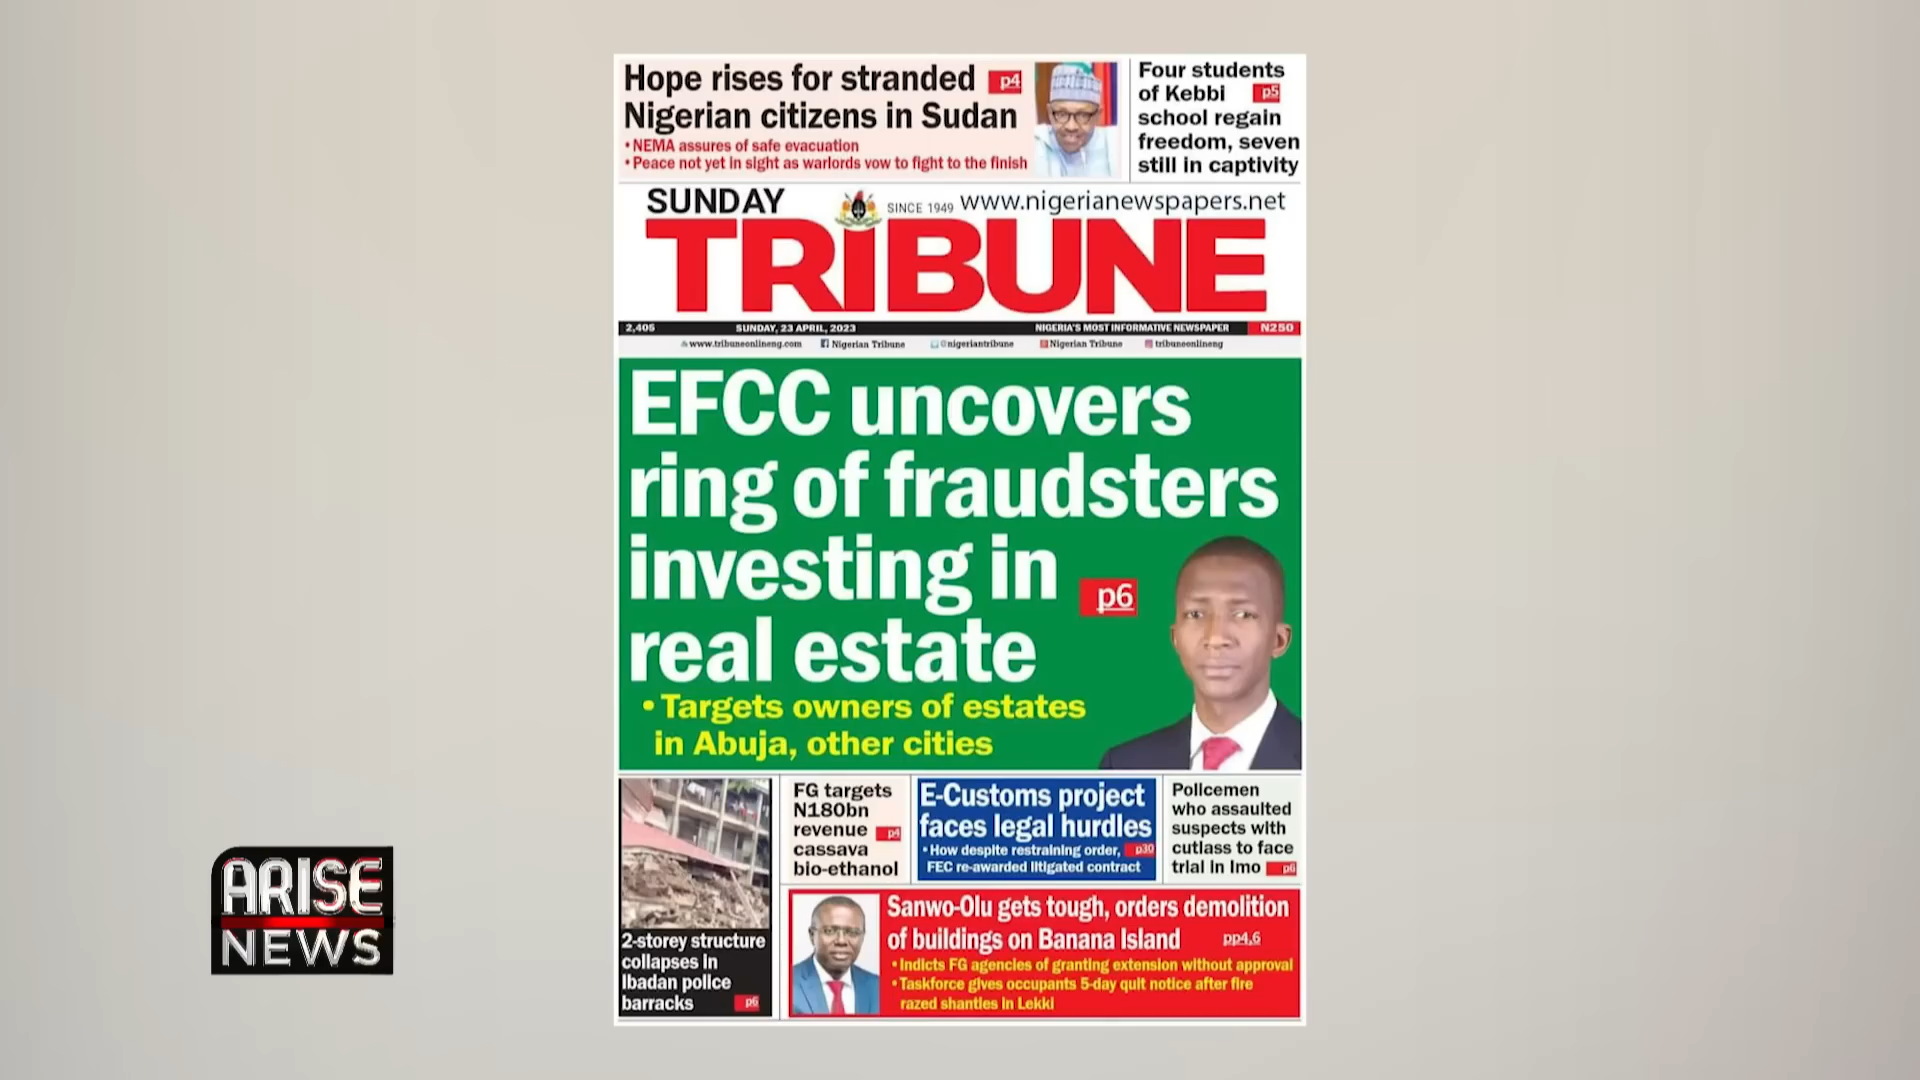 Hope rises for stranded p4
Nigerian citizens in Sudan
• NEMA assures of safe evacuation
• Peace not yet in sight as warlords vow to fight to the finish
Four students
of Kebbi p5
school regain
freedom, seven
still in captivity
SUNDAY
SINCE 1949 www.nigerianewspapers.net
TRIBUNE
2,405 SUNDAY, 23 APRIL, 2023 NIGERIA'S MOST INFORMATIVE NEWSPAPER N250
www.tribuneonlineng.com Nigerian Tribune @nigeriantribune Nigerian Tribune tribuneonlineng
EFCC uncovers
ring of fraudsters
investing in p6
real estate
• Targets owners of estates
in Abuja, other cities
2-storey structure
collapses in
Ibadan police
barracks p6
FG targets
N180bn
revenue p4
cassava
bio-ethanol
E-Customs project
faces legal hurdles
• How despite restraining order, p30
FEC re-awarded litigated contract
Policemen
who assaulted
suspects with
cutlass to face
trial in Imo p6
Sanwo-Olu gets tough, orders demolition
of buildings on Banana Island pp4,6
• Indicts FG agencies of granting extension without approval
• Taskforce gives occupants 5-day quit notice after fire
razed shanties in Lekki
ARISE
NEWS